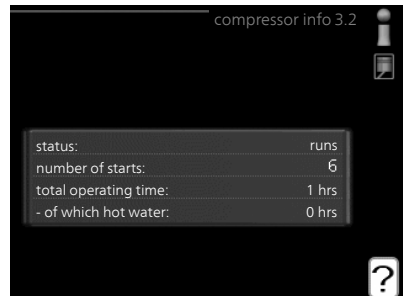 compressor info 3.2
status: runs
number of starts: 6
total operating time: 1 hrs
- of which hot water: 0 hrs
?